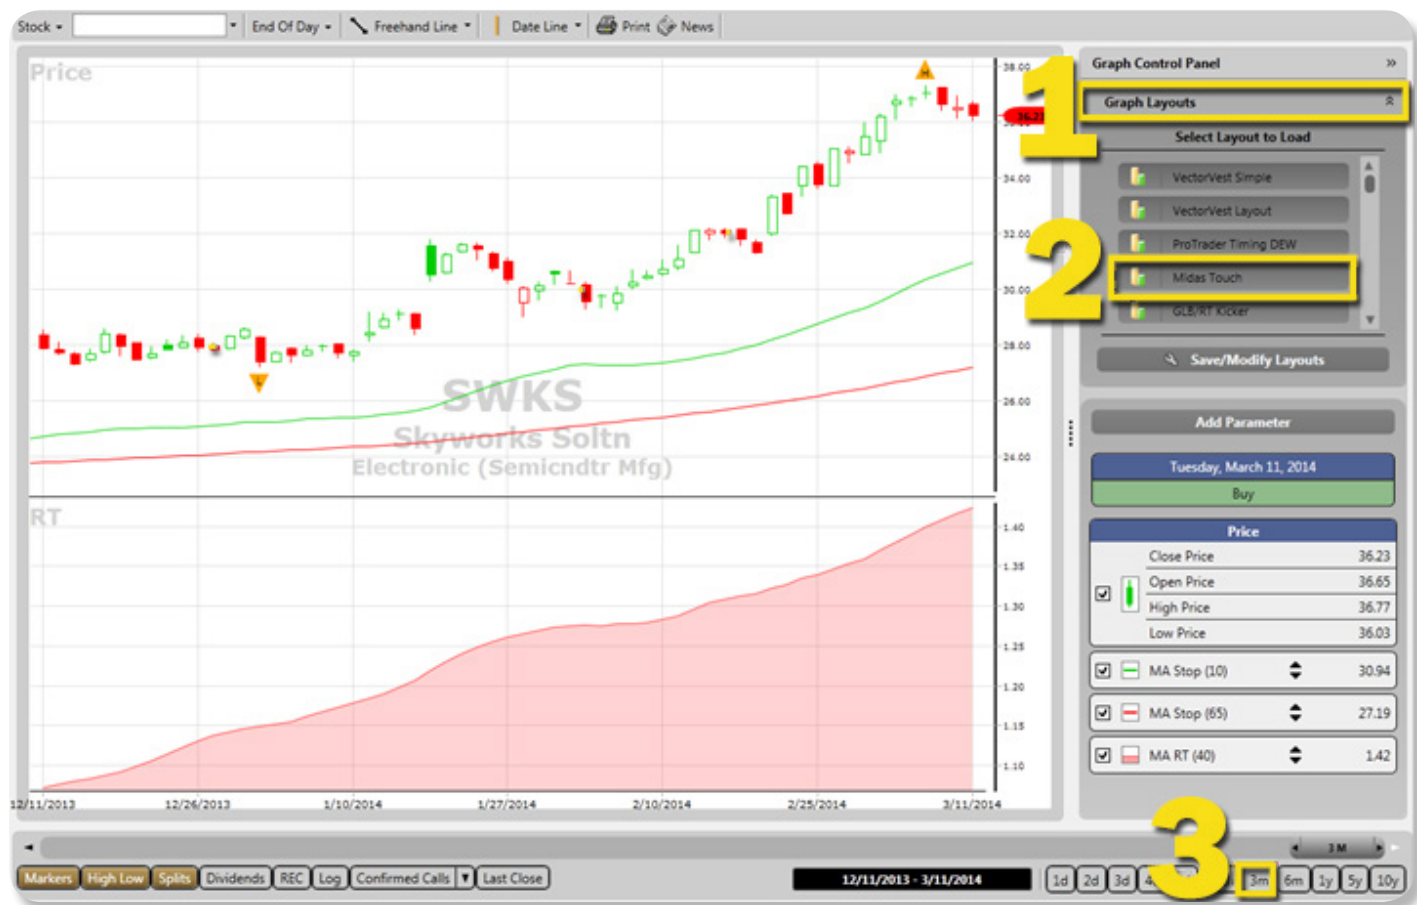 Stock End Of Day Freehand Line Date Line Print News
Price
38.00
36.23
34.00
32.00
30.00
28.00
26.00
24.00
H
L
SWKS
Skyworks Soltn
Electronic (Semicndtr Mfg)
RT
1.40
1.35
1.30
1.25
1.20
1.15
1.10
12/11/2013 12/26/2013 1/10/2014 1/27/2014 2/10/2014 2/25/2014 3/11/2014
Graph Control Panel
1
Graph Layouts
Select Layout to Load
VectorVest Simple
VectorVest Layout
ProTrader Timing DEW
2
Midas Touch
GLB/RT Kicker
Save/Modify Layouts
Add Parameter
Tuesday, March 11, 2014
Buy
Price
Close Price 36.23
Open Price 36.65
High Price 36.77
Low Price 36.03
MA Stop (10) 30.94
MA Stop (65) 27.19
MA RT (40) 1.42
3
3 M
Markers High Low Splits Dividends REC Log Confirmed Calls Last Close 12/11/2013 - 3/11/2014 1d 2d 3d 3m 6m 1y 5y 10y